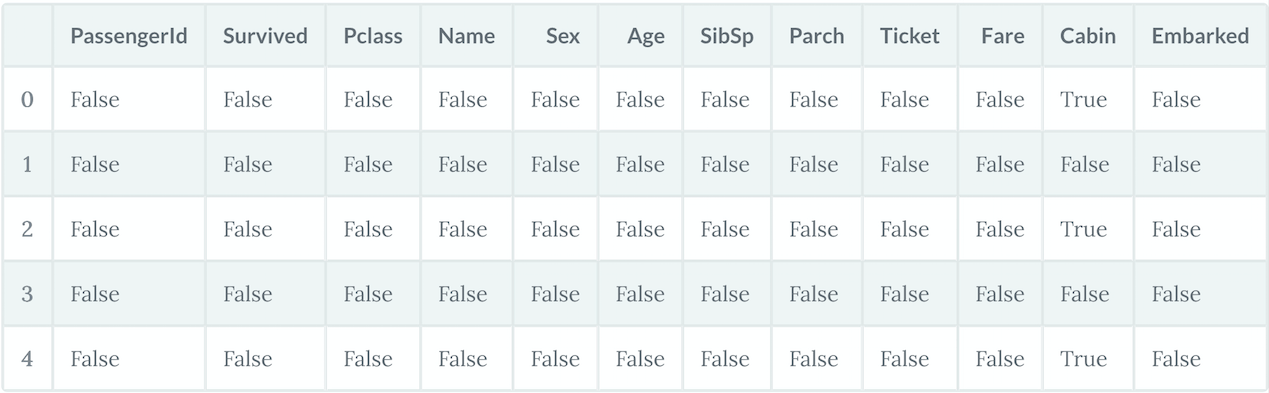 PassengerId Survived Pclass Name Sex Age SibSp Parch Ticket Fare Cabin Embarked
0 False False False False False False False False False False True False
1 False False False False False False False False False False False False
2 False False False False False False False False False False True False
3 False False False False False False False False False False False False
4 False False False False False False False False False False True False